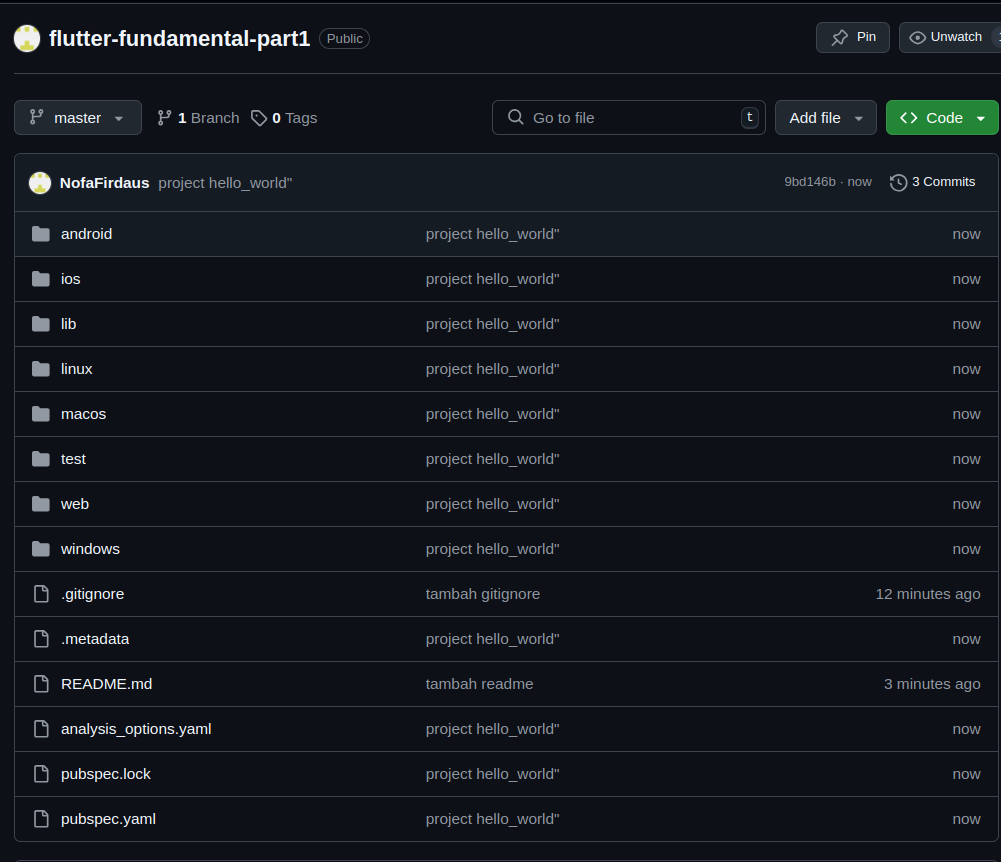 flutter-fundamental-part1 Public Pin Unwatch
master 1 Branch 0 Tags Go to file t Add file Code
NofaFirdaus project hello_world" 9bd146b · now 3 Commits
android project hello_world" now
ios project hello_world" now
lib project hello_world" now
linux project hello_world" now
macos project hello_world" now
test project hello_world" now
web project hello_world" now
windows project hello_world" now
.gitignore tambah gitignore 12 minutes ago
.metadata project hello_world" now
README.md tambah readme 3 minutes ago
analysis_options.yaml project hello_world" now
pubspec.lock project hello_world" now
pubspec.yaml project hello_world" now